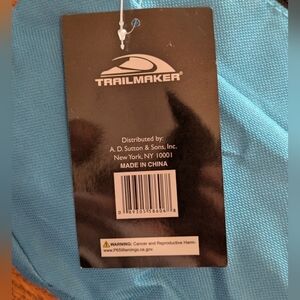 TRAILMAKER
Distributed by:
A. D. Sutton & Sons, Inc.
New York, NY 10001
MADE IN CHINA
WARNING: Cancer and Reproductive Harm-
www.P65Warnings.ca.gov